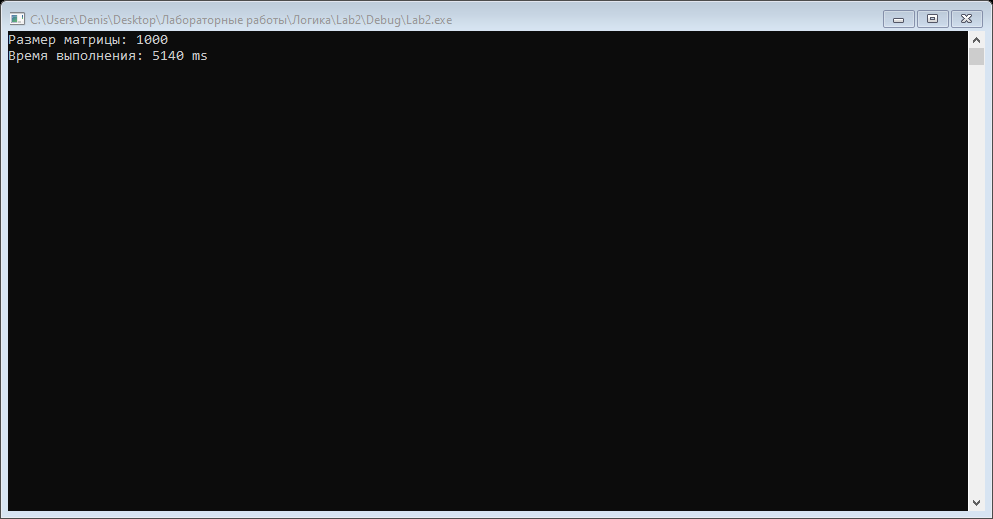 C:\Users\Denis\Desktop\Лабораторные работы\Логика\Lab2\Debug\Lab2.exe
Размер матрицы: 1000
Время выполнения: 5140 ms